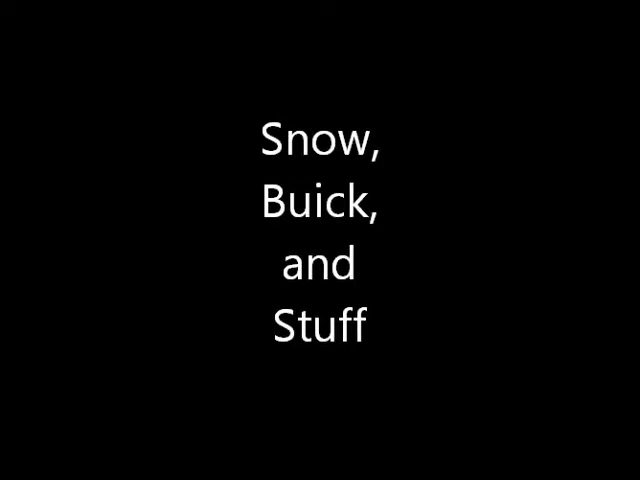 Snow,
Buick,
and
Stuff